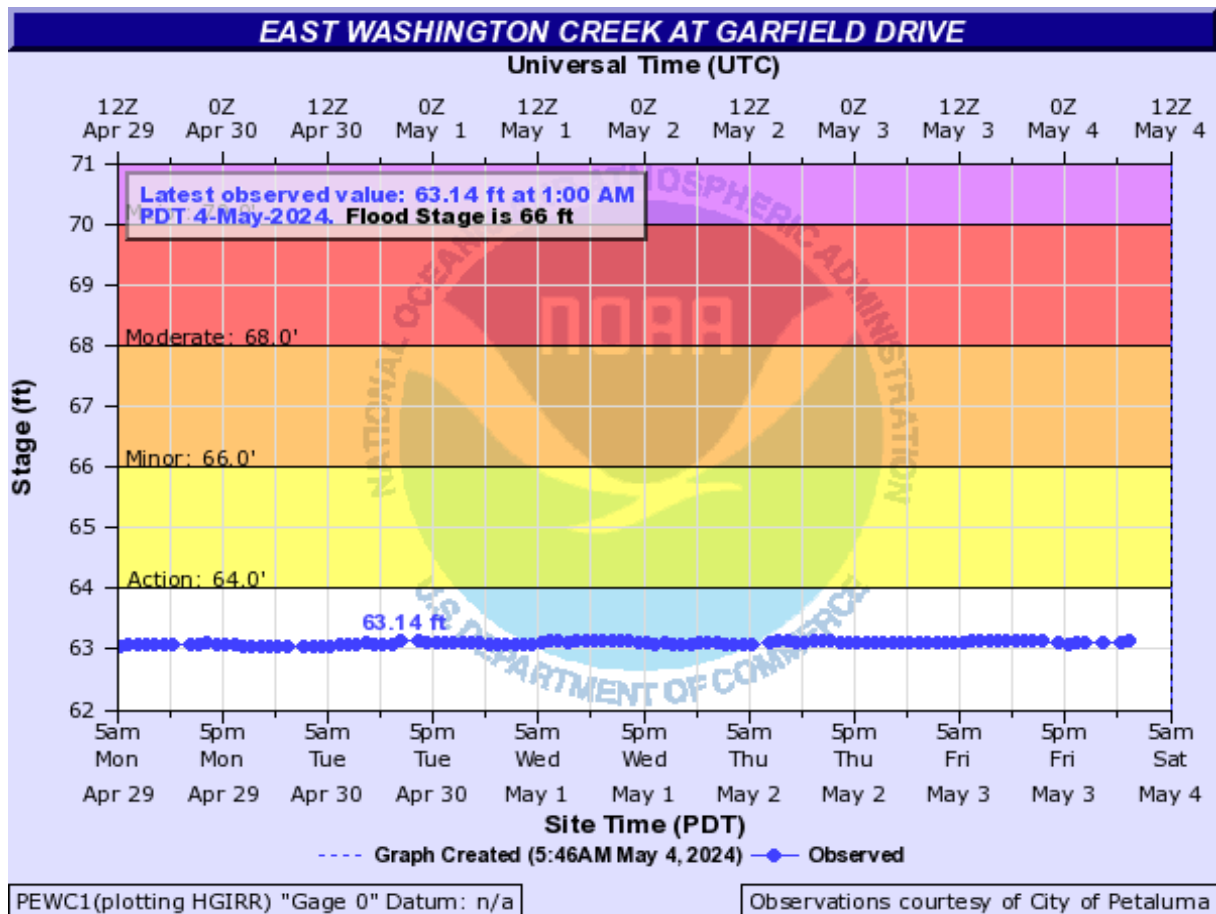 EAST WASHINGTON CREEK AT GARFIELD DRIVE
Universal Time (UTC)
12Z 0Z 12Z 0Z 12Z 0Z 12Z 0Z 12Z 0Z 12Z
Apr 29 Apr 30 Apr 30 May 1 May 1 May 2 May 2 May 3 May 3 May 4 May 4
71
Latest observed value: 63.14 ft at 1:00 AM
PDT 4-May-2024. Flood Stage is 66 ft
70
69
Moderate: 68.0'
68
67
Minor: 66.0'
66
65
Action: 64.0'
64
63.14 ft
63
62
Stage (ft)
NATIONAL OCEANIC AND ATMOSPHERIC ADMINISTRATION
NOAA
U.S. DEPARTMENT OF COMMERCE
5am 5pm 5am 5pm 5am 5pm 5am 5pm 5am 5pm 5am
Mon Mon Tue Tue Wed Wed Thu Thu Fri Fri Sat
Apr 29 Apr 29 Apr 30 Apr 30 May 1 May 1 May 2 May 2 May 3 May 3 May 4
Site Time (PDT)
Graph Created (5:46AM May 4, 2024) Observed
PEWC1(plotting HGIRR) "Gage 0" Datum: n/a
Observations courtesy of City of Petaluma